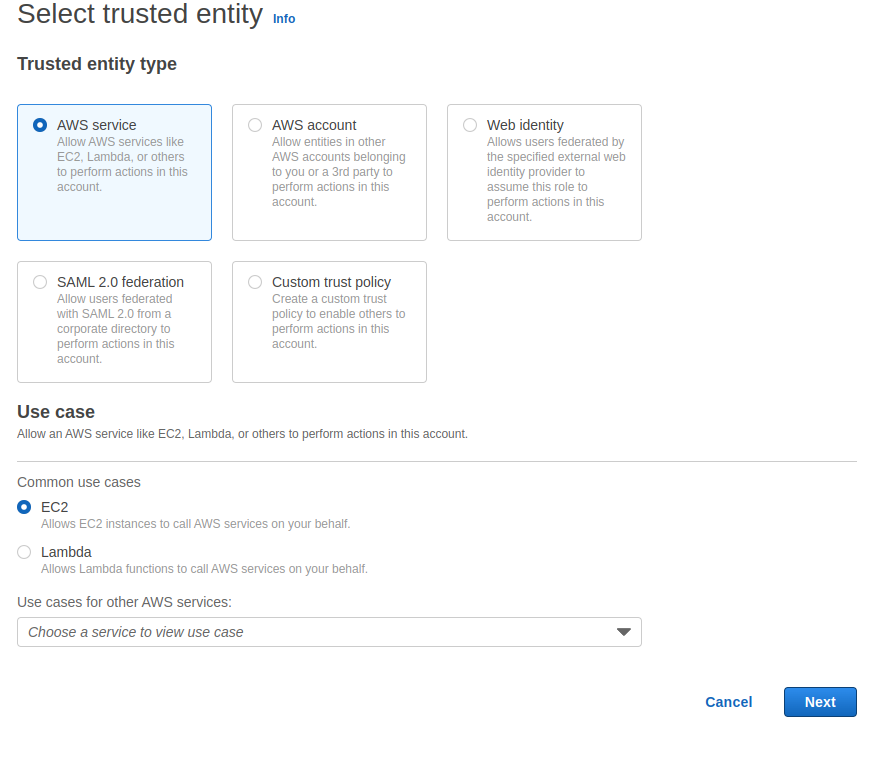 Select trusted entity Info
Trusted entity type
AWS service
Allow AWS services like
EC2, Lambda, or others
to perform actions in this
account.
AWS account
Allow entities in other
AWS accounts belonging
to you or a 3rd party to
perform actions in this
account.
Web identity
Allows users federated by
the specified external web
identity provider to
assume this role to
perform actions in this
account.
SAML 2.0 federation
Allow users federated
with SAML 2.0 from a
corporate directory to
perform actions in this
account.
Custom trust policy
Create a custom trust
policy to enable others to
perform actions in this
account.
Use case
Allow an AWS service like EC2, Lambda, or others to perform actions in this account.
Common use cases
EC2
Allows EC2 instances to call AWS services on your behalf.
Lambda
Allows Lambda functions to call AWS services on your behalf.
Use cases for other AWS services:
Choose a service to view use case
Cancel
Next